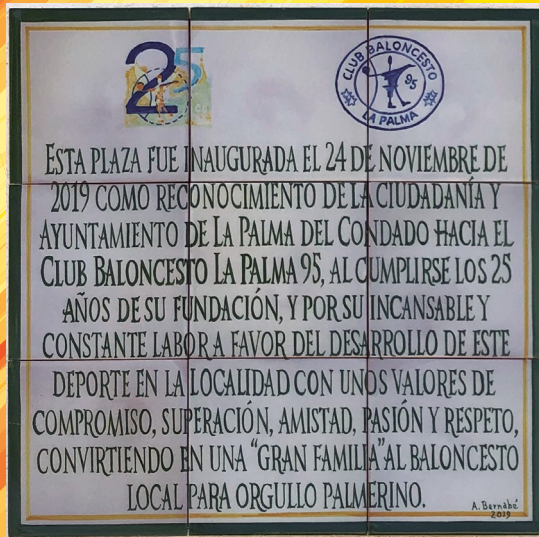 25
CLUB BALONCESTO
95
LA PALMA
ESTA PLAZA FUE INAUGURADA EL 24 DE NOVIEMBRE DE
2019 COMO RECONOCIMIENTO DE LA CIUDADANÍA Y
AYUNTAMIENTO DE LA PALMA DEL CONDADO HACIA EL
CLUB BALONCESTO LA PALMA 95, AL CUMPLIRSE LOS 25
AÑOS DE SU FUNDACIÓN, Y POR SU INCANSABLE Y
CONSTANTE LABOR A FAVOR DEL DESARROLLO DE ESTE
DEPORTE EN LA LOCALIDAD CON UNOS VALORES DE
COMPROMISO, SUPERACIÓN, AMISTAD, PASIÓN Y RESPETO,
CONVIRTIENDO EN UNA "GRAN FAMILIA" AL BALONCESTO
LOCAL PARA ORGULLO PALMERINO.
A. Bernabé
2019